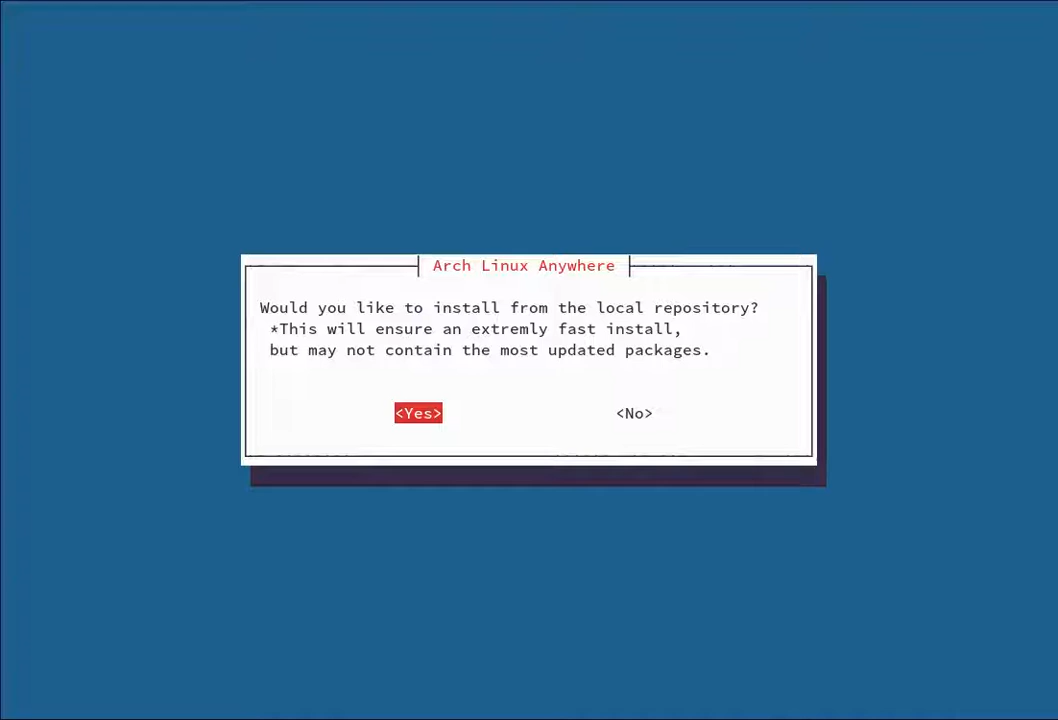 Arch Linux Anywhere
Would you like to install from the local repository?
*This will ensure an extremly fast install,
but may not contain the most updated packages.
<Yes> <No>